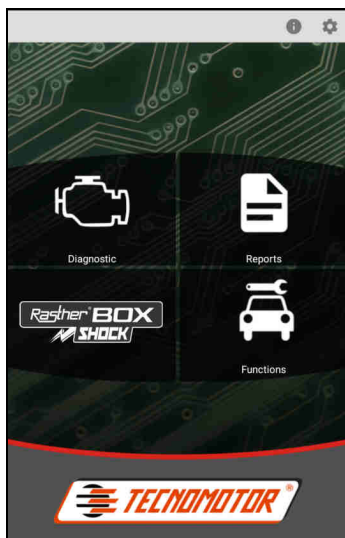 Diagnostic
Reports
Rasther® BOX
SHOCK
Functions
TECNOMOTOR®